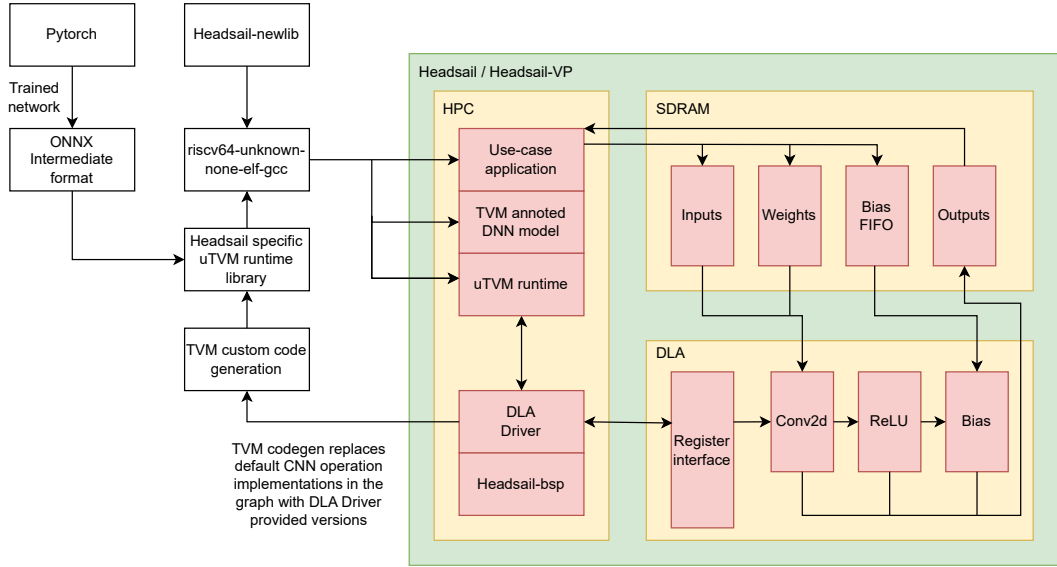 Pytorch
Headsail-newlib
Trained
network
ONNX
Intermediate
format
riscv64-unknown-
none-elf-gcc
Headsail specific
uTVM runtime
library
TVM custom code
generation
TVM codegen replaces
default CNN operation
implementations in the
graph with DLA Driver
provided versions
Headsail / Headsail-VP
HPC
Use-case
application
TVM annoted
DNN model
uTVM runtime
DLA
Driver
Headsail-bsp
SDRAM
Inputs
Weights
Bias
FIFO
Outputs
DLA
Register
interface
Conv2d
ReLU
Bias